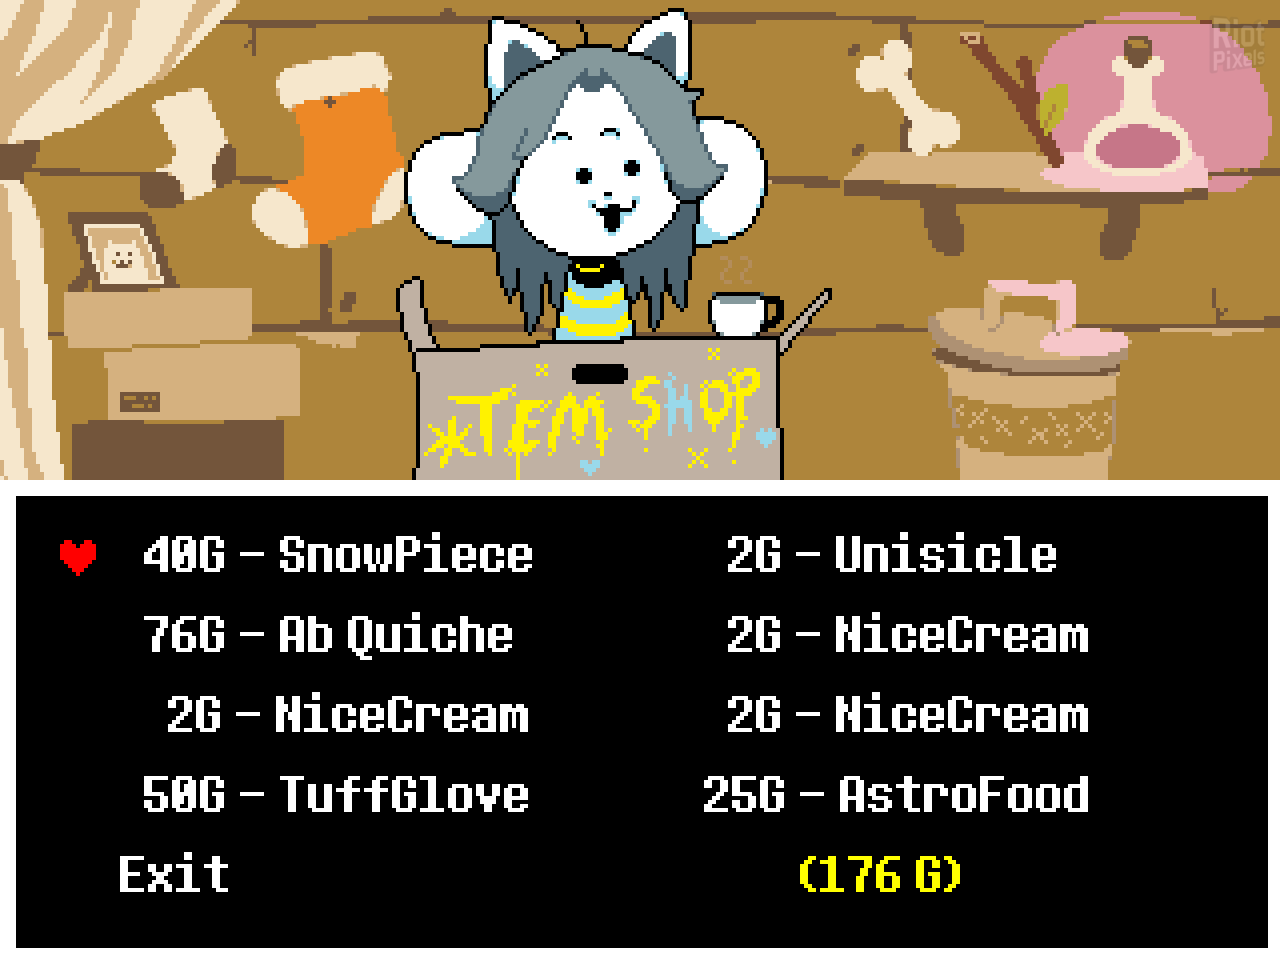 Riot
Pixels
TEM SHOP
40G - SnowPiece 2G - Unisicle
76G - Ab Quiche 2G - NiceCream
2G - NiceCream 2G - NiceCream
50G - TuffGlove 25G - AstroFood
Exit (176 G)